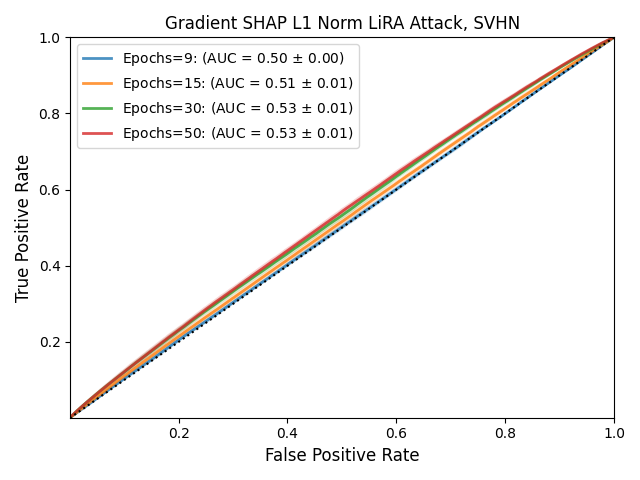 Gradient SHAP L1 Norm LiRA Attack, SVHN
1.0
Epochs=9: (AUC = 0.50 ± 0.00)
Epochs=15: (AUC = 0.51 ± 0.01)
Epochs=30: (AUC = 0.53 ± 0.01)
Epochs=50: (AUC = 0.53 ± 0.01)
0.8
0.6
0.4
0.2
True Positive Rate
0.2 0.4 0.6 0.8 1.0
False Positive Rate